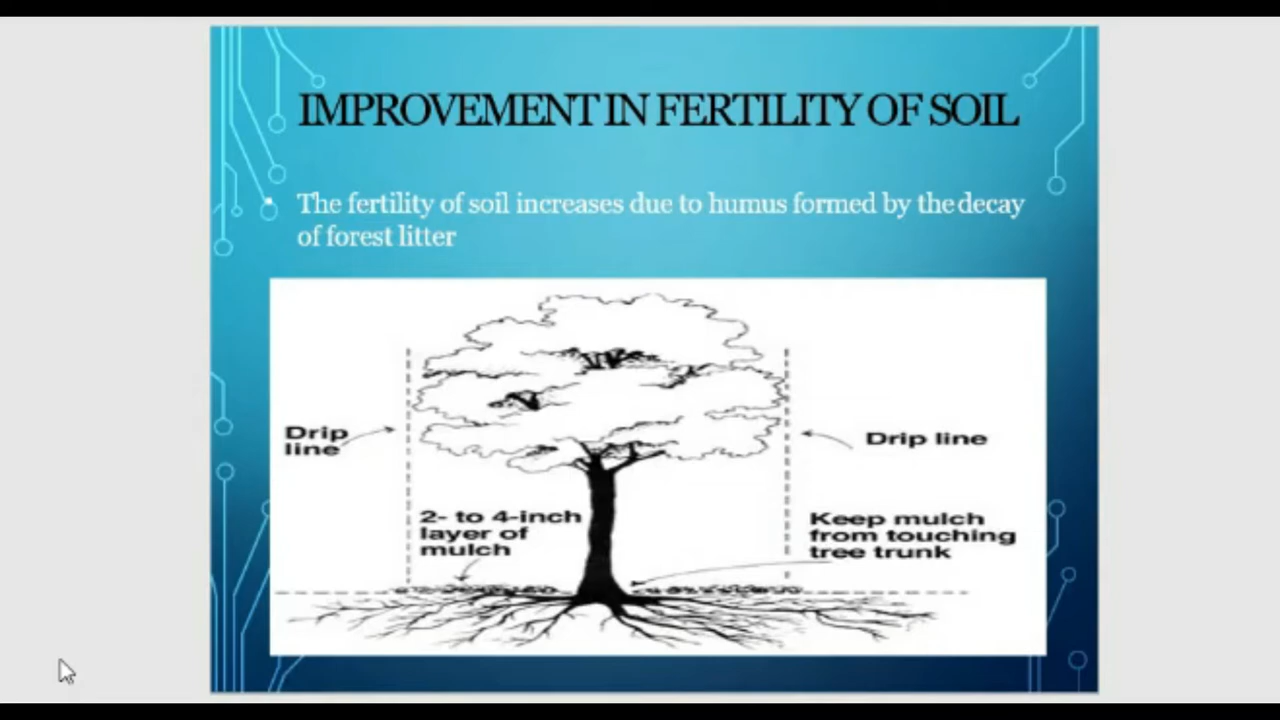 IMPROVEMENT IN FERTILITY OF SOIL
The fertility of soil increases due to humus formed by the decay
of forest litter
Drip
line
Drip line
2- to 4-inch
layer of
mulch
Keep mulch
from touching
tree trunk